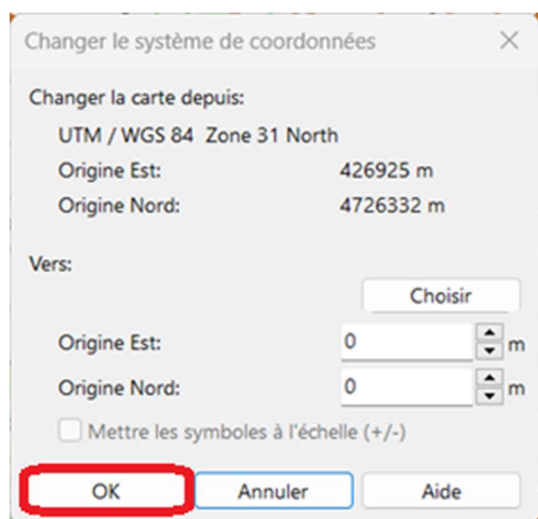 Changer le système de coordonnées
Changer la carte depuis:
UTM / WGS 84 Zone 31 North
Origine Est: 426925 m
Origine Nord: 4726332 m
Vers:
Choisir
Origine Est: 0 m
Origine Nord: 0 m
Mettre les symboles à l'échelle (+/-)
OK Annuler Aide